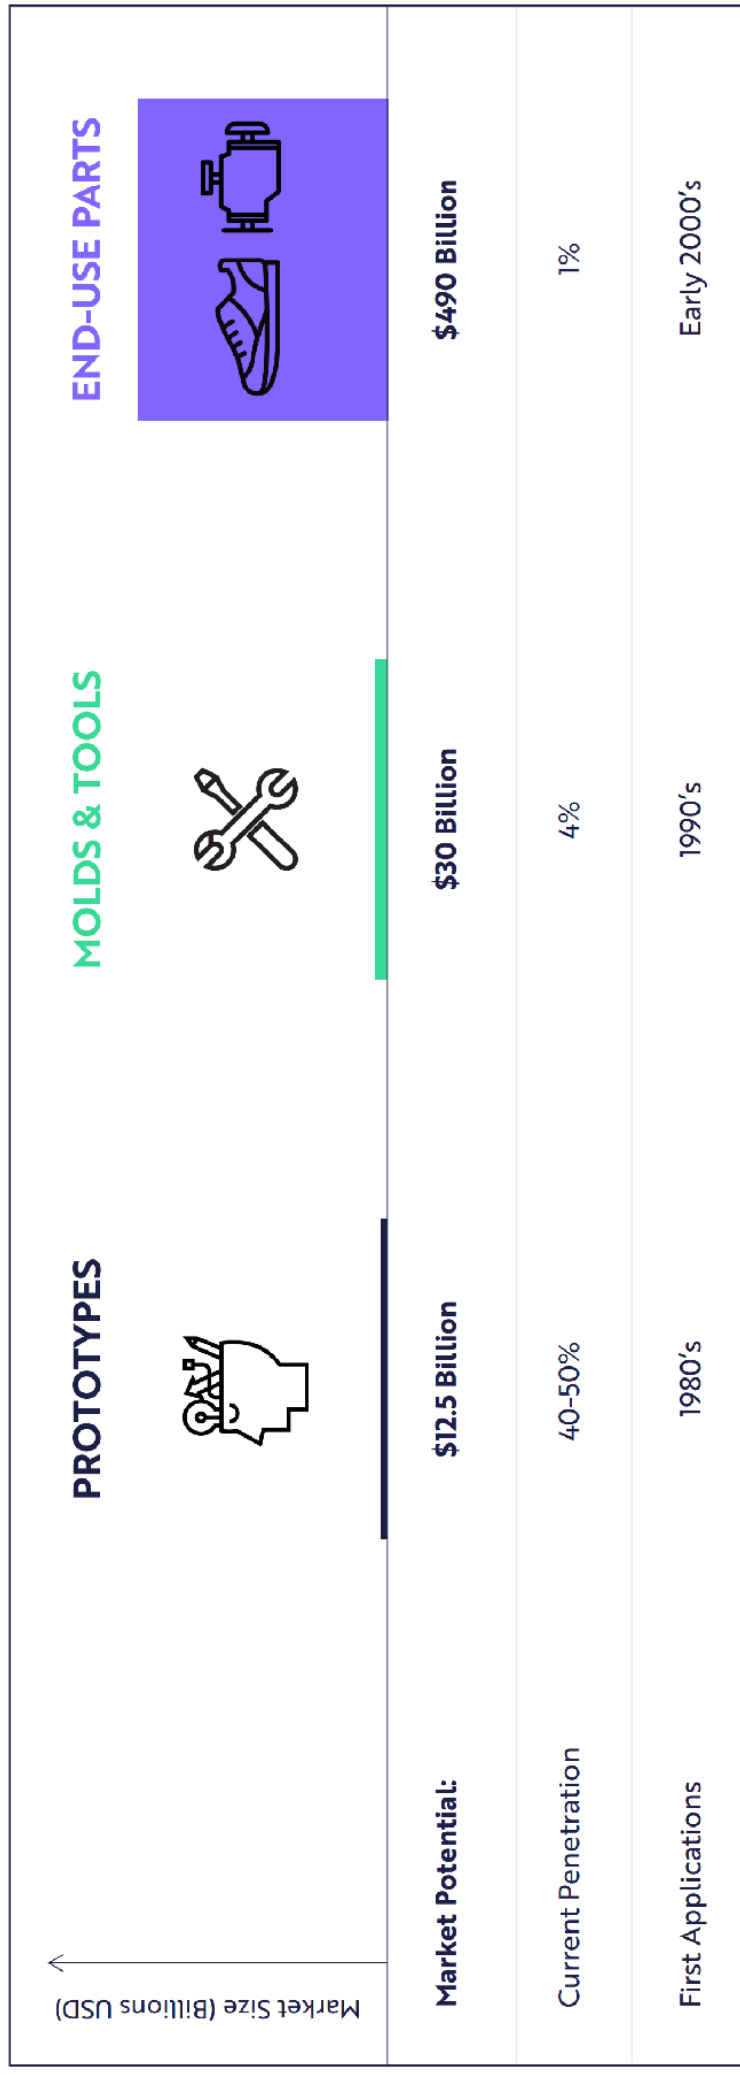 PROTOTYPES
MOLDS & TOOLS
END-USE PARTS
Market Size (Billions USD)
Market Potential: $12.5 Billion $30 Billion $490 Billion
Current Penetration 40-50% 4% 1%
First Applications 1980's 1990's Early 2000's